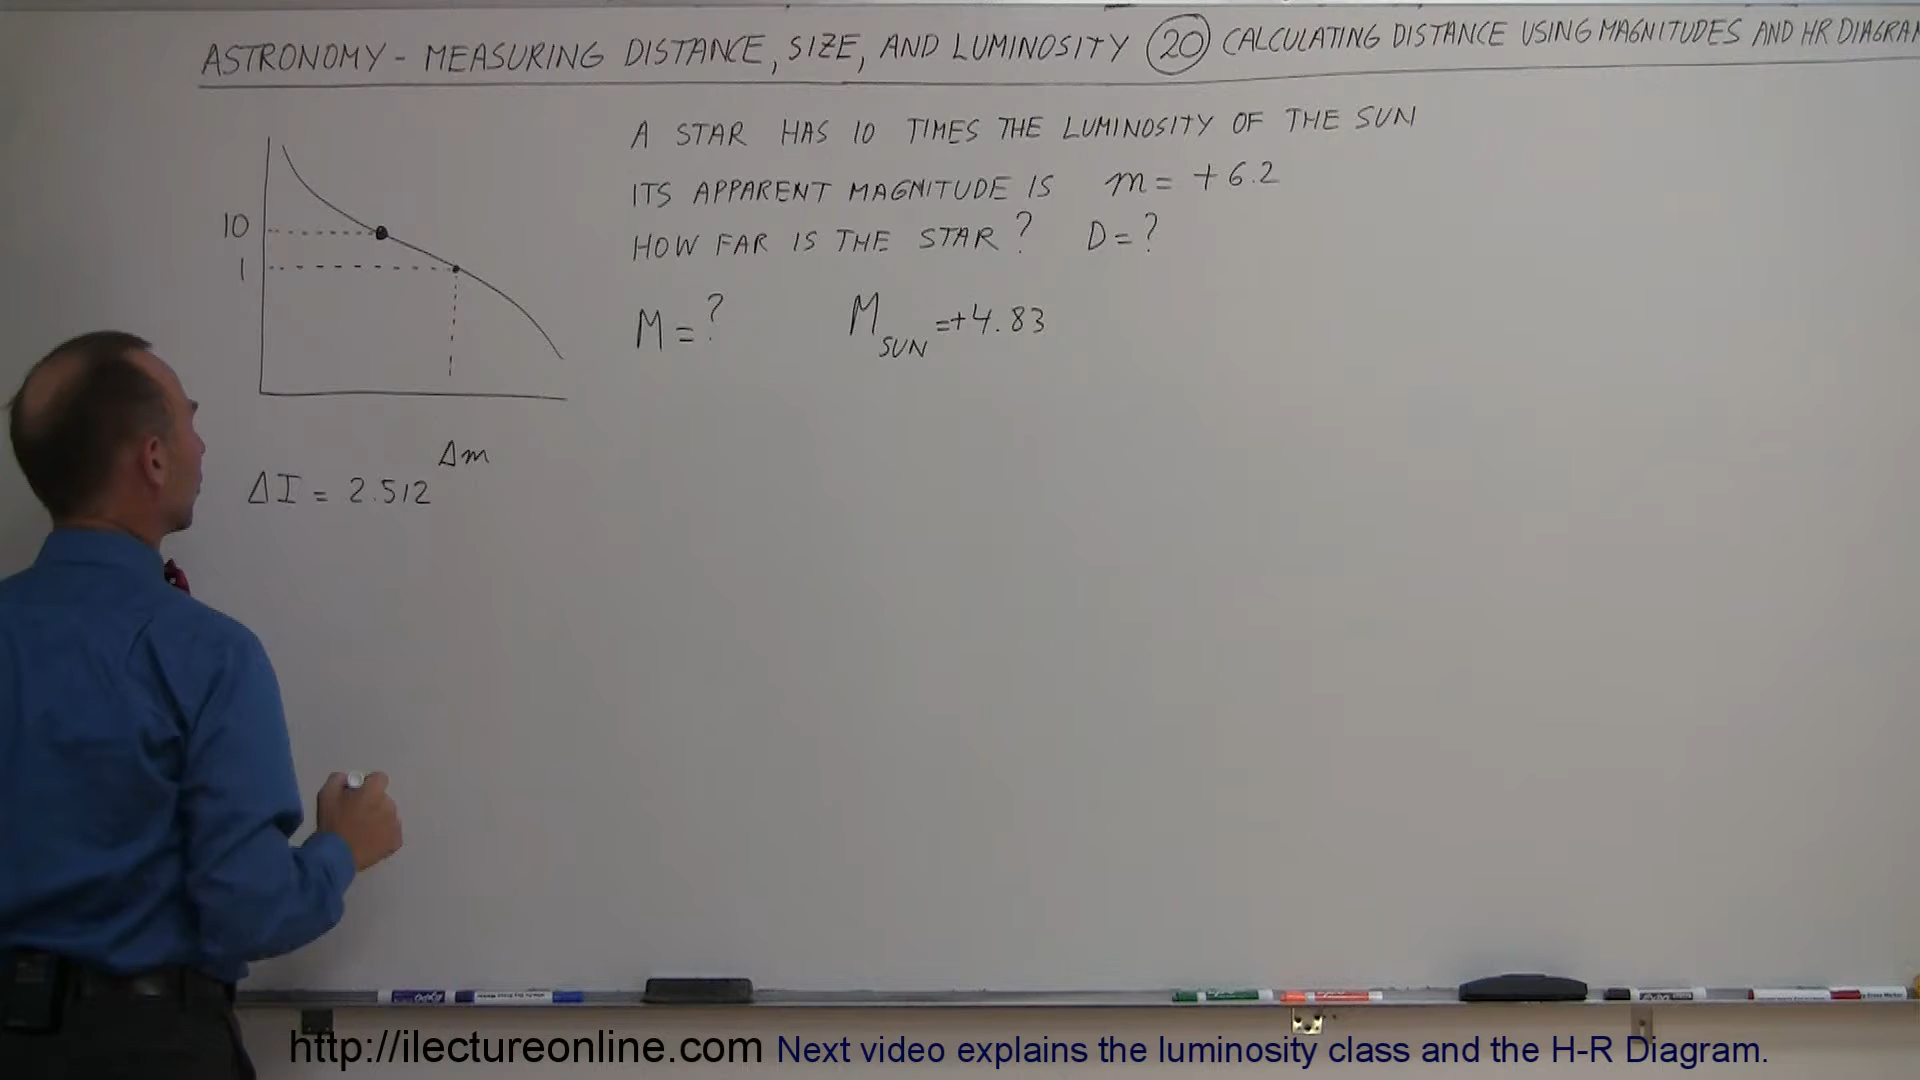 ASTRONOMY - MEASURING DISTANCE, SIZE, AND LUMINOSITY 20 CALCULATING DISTANCE USING MAGNITUDES AND HR DIAGRAM
A STAR HAS 10 TIMES THE LUMINOSITY OF THE SUN
ITS APPARENT MAGNITUDE IS m = +6.2
HOW FAR IS THE STAR? D = ?
10
1
M = ? M SUN = +4.83
ΔI = 2.512^Δm
http://ilectureonline.com Next video explains the luminosity class and the H-R Diagram.